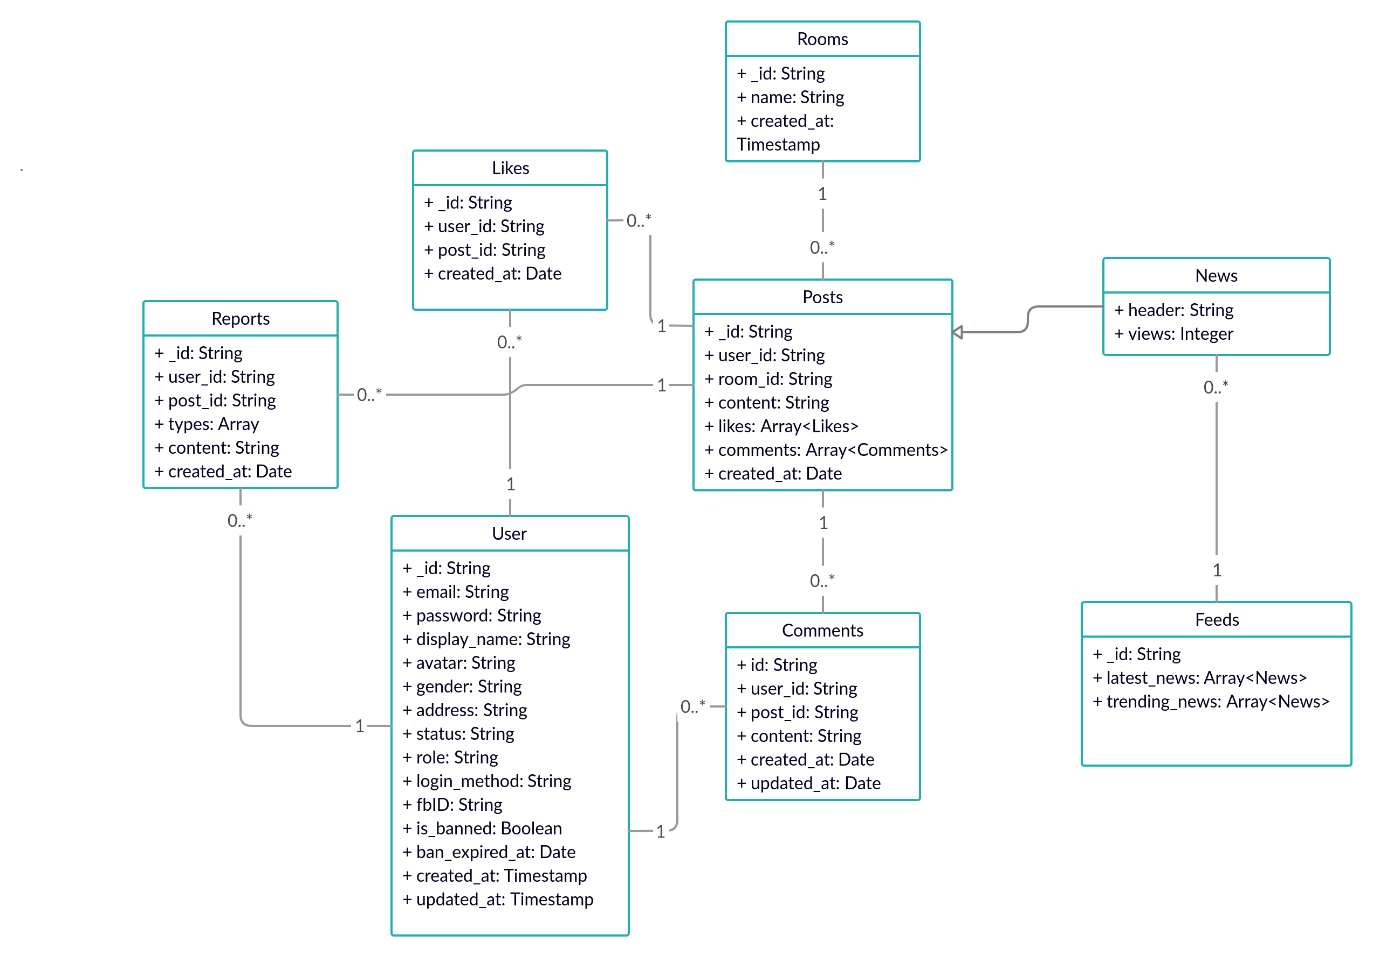 Rooms
+ _id: String
+ name: String
+ created_at:
Timestamp
1
0..*
Likes
+ _id: String
+ user_id: String
+ post_id: String
+ created_at: Date
0..*
1
0..*
1
Reports
+ _id: String
+ user_id: String
+ post_id: String
+ types: Array
+ content: String
+ created_at: Date
0..*
1
0..*
1
Posts
+ _id: String
+ user_id: String
+ room_id: String
+ content: String
+ likes: Array<Likes>
+ comments: Array<Comments>
+ created_at: Date
1
0..*
News
+ header: String
+ views: Integer
0..*
1
User
+ _id: String
+ email: String
+ password: String
+ display_name: String
+ avatar: String
+ gender: String
+ address: String
+ status: String
+ role: String
+ login_method: String
+ fbID: String
+ is_banned: Boolean
+ ban_expired_at: Date
+ created_at: Timestamp
+ updated_at: Timestamp
1
0..*
Comments
+ id: String
+ user_id: String
+ post_id: String
+ content: String
+ created_at: Date
+ updated_at: Date
Feeds
+ _id: String
+ latest_news: Array<News>
+ trending_news: Array<News>